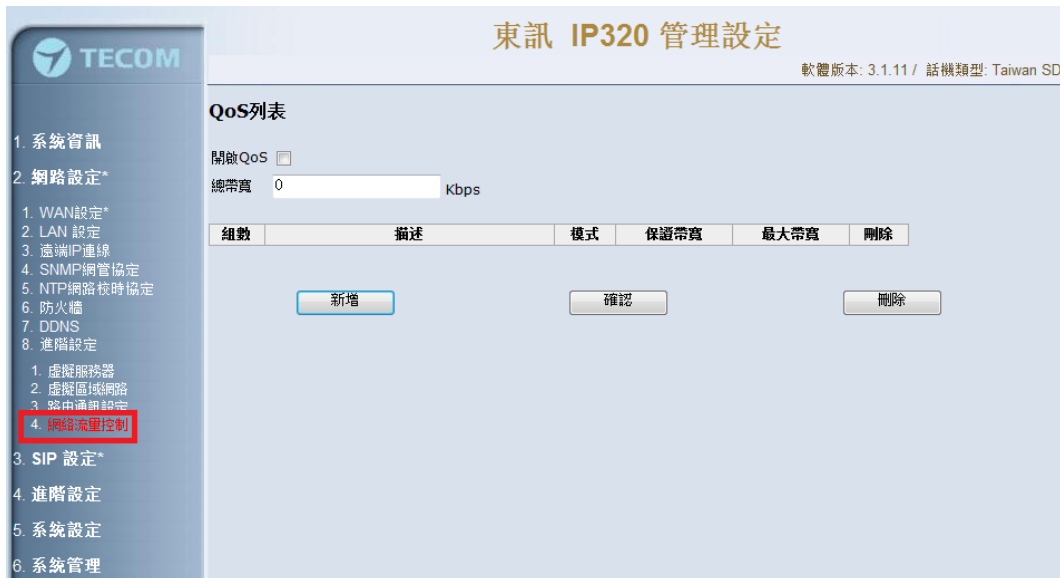 TECOM
東訊 IP320 管理設定
軟體版本: 3.1.11 / 話機類型: Taiwan SD
1. 系統資訊
2. 網路設定*
1. WAN設定*
2. LAN 設定
3. 遠端IP連線
4. SNMP網管協定
5. NTP網路校時協定
6. 防火牆
7. DDNS
8. 進階設定
1. 虛擬服務器
2. 虛擬區域網路
3. 路由通訊設定
4. 網絡流量控制
3. SIP 設定*
4. 進階設定
5. 系統設定
6. 系統管理
QoS列表
開啟QoS
總帶寬 0 Kbps
組數 描述 模式 保證帶寬 最大帶寬 刪除
新增 確認 刪除